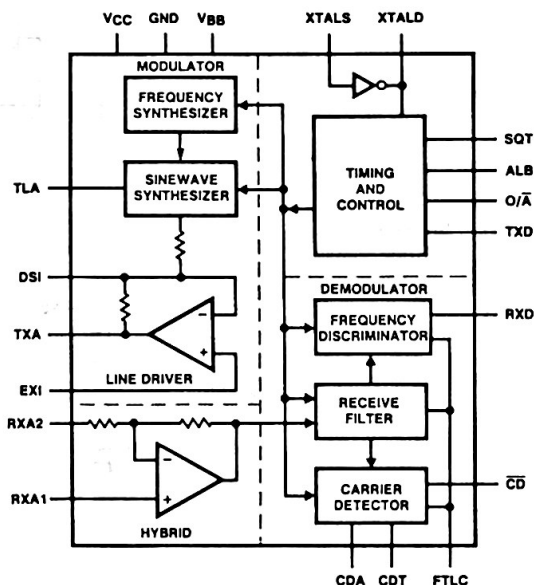 VCC GND VBB XTALS XTALD
MODULATOR
FREQUENCY
SYNTHESIZER
SINEWAVE
SYNTHESIZER
TLA
TIMING
AND
CONTROL
SQT
ALB
O/A̅
TXD
DSI
TXA
EXI
-
+
LINE DRIVER
DEMODULATOR
FREQUENCY
DISCRIMINATOR
RXD
RECEIVE
FILTER
CARRIER
DETECTOR
C̅D̅
RXA2
RXA1
-
+
HYBRID
CDA CDT FTLC